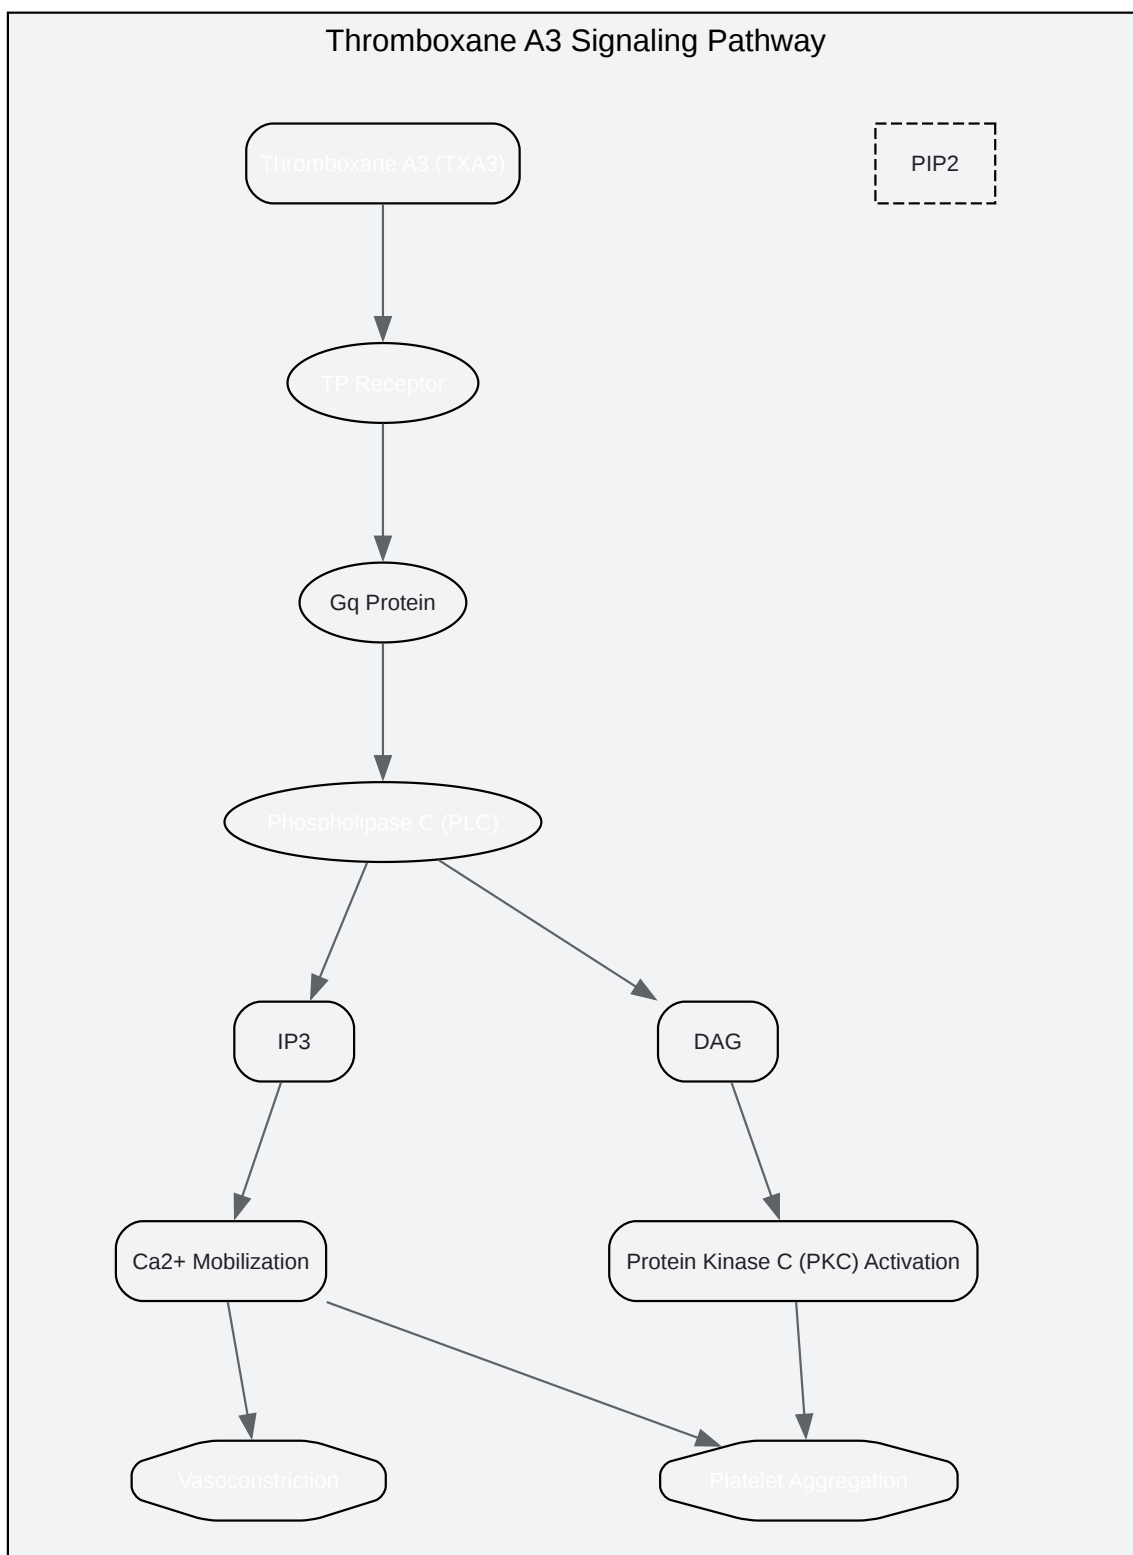 Thromboxane A3 Signaling Pathway
Thromboxane A3 (TXA3)
PIP2
TP Receptor
Gq Protein
Phospholipase C (PLC)
IP3
DAG
Ca2+ Mobilization
Protein Kinase C (PKC) Activation
Vasoconstriction
Platelet Aggregation